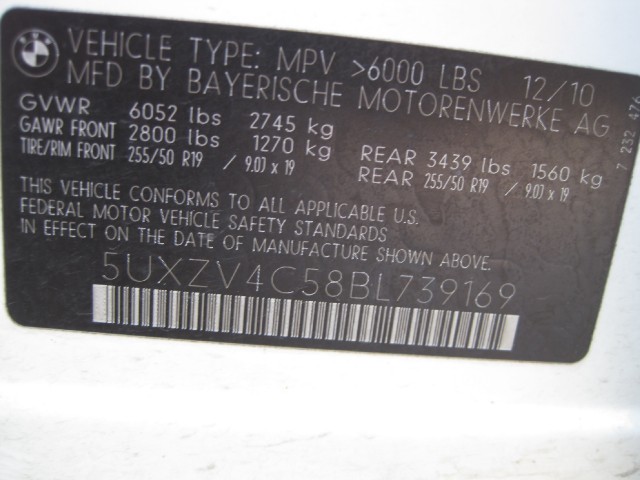 BMW
VEHICLE TYPE: MPV >6000 LBS 12/10
MFD BY BAYERISCHE MOTORENWERKE AG
GVWR 6052 lbs 2745 kg
GAWR FRONT 2800 lbs 1270 kg REAR 3439 lbs 1560 kg
TIRE/RIM FRONT 255/50 R19 / 9.0J x 19 REAR 255/50 R19 / 9.0J x 19
THIS VEHICLE CONFORMS TO ALL APPLICABLE U.S.
FEDERAL MOTOR VEHICLE SAFETY STANDARDS
IN EFFECT ON THE DATE OF MANUFACTURE SHOWN ABOVE.
5UXZV4C58BL739169
7 232 476